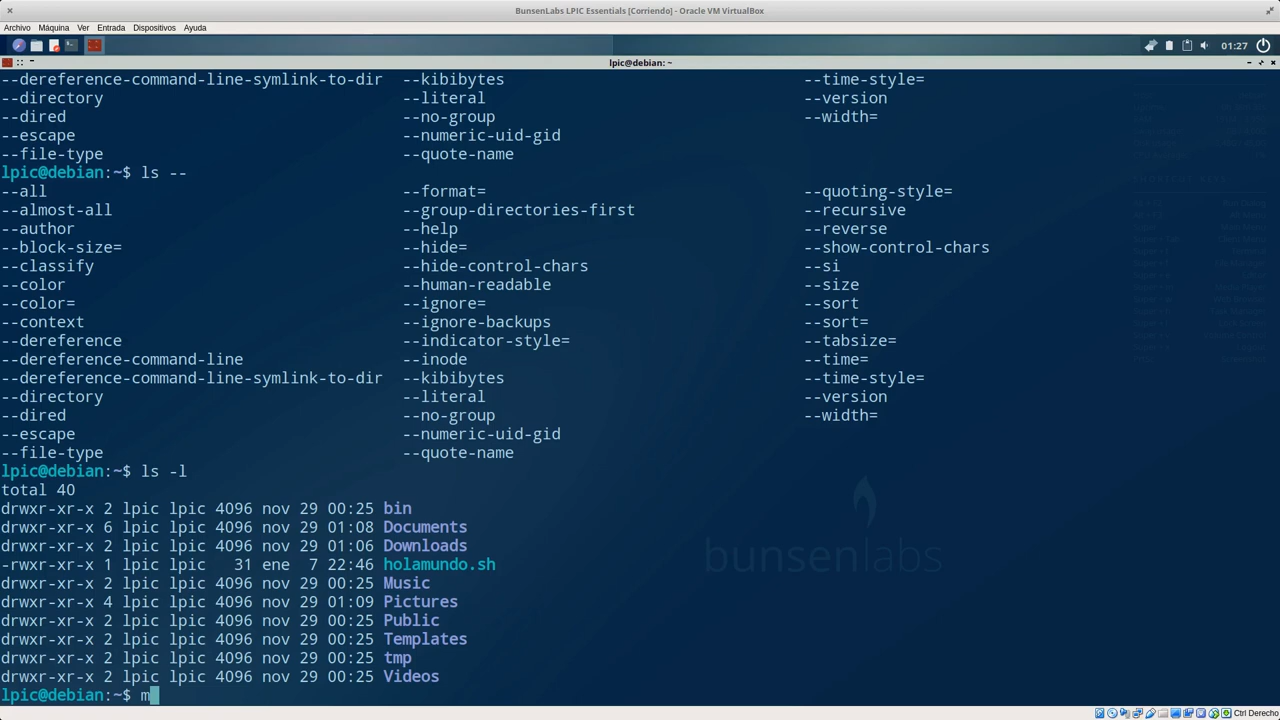 BunsenLabs LPIC Essentials [Corriendo] - Oracle VM VirtualBox
Archivo Máquina Ver Entrada Dispositivos Ayuda
01:27
lpic@debian: ~
--dereference-command-line-symlink-to-dir --kibibytes --time-style=
--directory --literal --version
--dired --no-group --width=
--escape --numeric-uid-gid
--file-type --quote-name
lpic@debian:~$ ls --
--all --format= --quoting-style=
--almost-all --group-directories-first --recursive
--author --help --reverse
--block-size= --hide= --show-control-chars
--classify --hide-control-chars --si
--color --human-readable --size
--color= --ignore= --sort
--context --ignore-backups --sort=
--dereference --indicator-style= --tabsize=
--dereference-command-line --inode --time=
--dereference-command-line-symlink-to-dir --kibibytes --time-style=
--directory --literal --version
--dired --no-group --width=
--escape --numeric-uid-gid
--file-type --quote-name
lpic@debian:~$ ls -l
total 40
drwxr-xr-x 2 lpic lpic 4096 nov 29 00:25 bin
drwxr-xr-x 6 lpic lpic 4096 nov 29 01:08 Documents
drwxr-xr-x 2 lpic lpic 4096 nov 29 01:06 Downloads
-rwxr-xr-x 1 lpic lpic   31 ene  7 22:46 holamundo.sh
drwxr-xr-x 2 lpic lpic 4096 nov 29 00:25 Music
drwxr-xr-x 4 lpic lpic 4096 nov 29 01:09 Pictures
drwxr-xr-x 2 lpic lpic 4096 nov 29 00:25 Public
drwxr-xr-x 2 lpic lpic 4096 nov 29 00:25 Templates
drwxr-xr-x 2 lpic lpic 4096 nov 29 00:25 tmp
drwxr-xr-x 2 lpic lpic 4096 nov 29 00:25 Videos
lpic@debian:~$ m
bunsenlabs
Ctrl Derecho